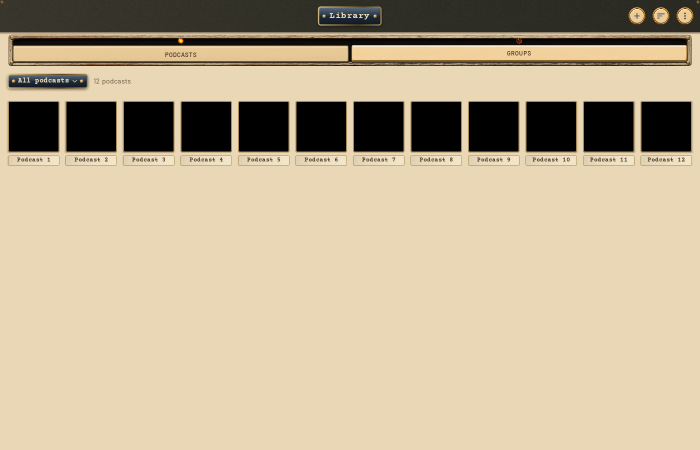 Library
PODCASTS
GROUPS
All podcasts
12 podcasts
Podcast 1
Podcast 2
Podcast 3
Podcast 4
Podcast 5
Podcast 6
Podcast 7
Podcast 8
Podcast 9
Podcast 10
Podcast 11
Podcast 12